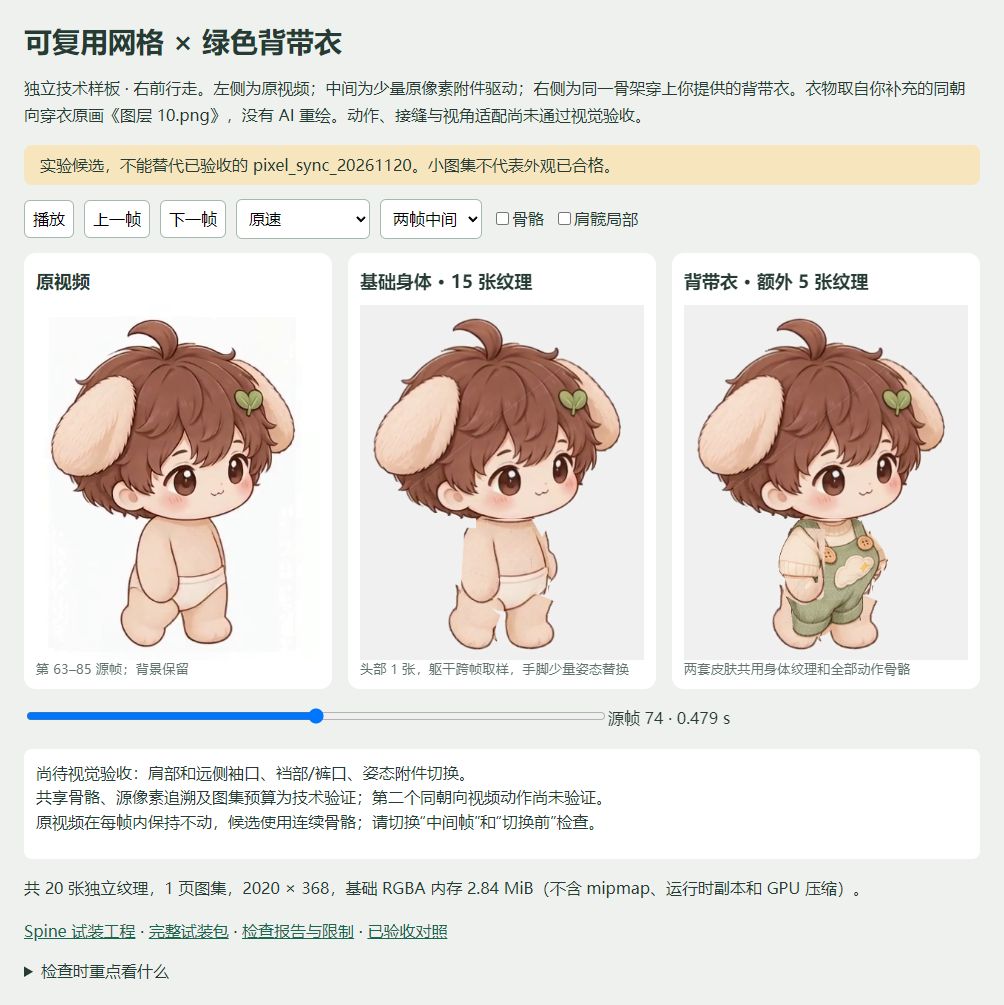 可复用网格 × 绿色背带衣
独立技术样板 · 右前行走。左侧为原视频；中间为少量原像素附件驱动；右侧为同一骨架穿上你提供的背带衣。衣物取自你补充的同朝
向穿衣原画《图层 10.png》，没有 AI 重绘。动作、接缝与视角适配尚未通过视觉验收。
实验候选，不能替代已验收的 pixel_sync_20261120。小图集不代表外观已合格。
播放 上一帧 下一帧 原速 两帧中间 骨骼 肩髋局部
原视频
第 63–85 源帧；背景保留
基础身体 · 15 张纹理
头部 1 张，躯干跨帧取样，手脚少量姿态替换
背带衣 · 额外 5 张纹理
两套皮肤共用身体纹理和全部动作骨骼
源帧 74 · 0.479 s
尚待视觉验收：肩部和远侧袖口、裆部/裤口、姿态附件切换。
共享骨骼、源像素追溯及图集预算为技术验证；第二个同朝向视频动作尚未验证。
原视频在每帧内保持不动，候选使用连续骨骼；请切换“中间帧”和“切换前”检查。
共 20 张独立纹理，1 页图集，2020 × 368，基础 RGBA 内存 2.84 MiB（不含 mipmap、运行时副本和 GPU 压缩）。
Spine 试装工程 · 完整试装包 · 检查报告与限制 · 已验收对照
▶ 检查时重点看什么